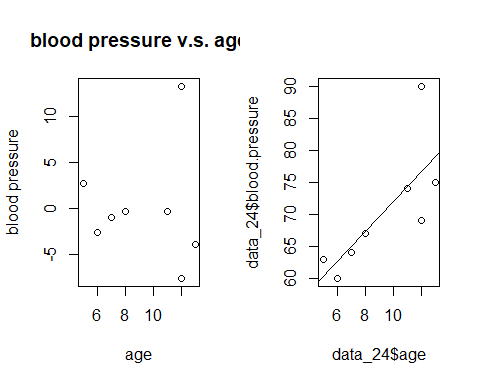 blood pressure v.s. age
blood pressure
10
5
0
-5
6 8 10
age
data_24$blood.pressure
90
85
80
75
70
65
60
6 8 10
data_24$age